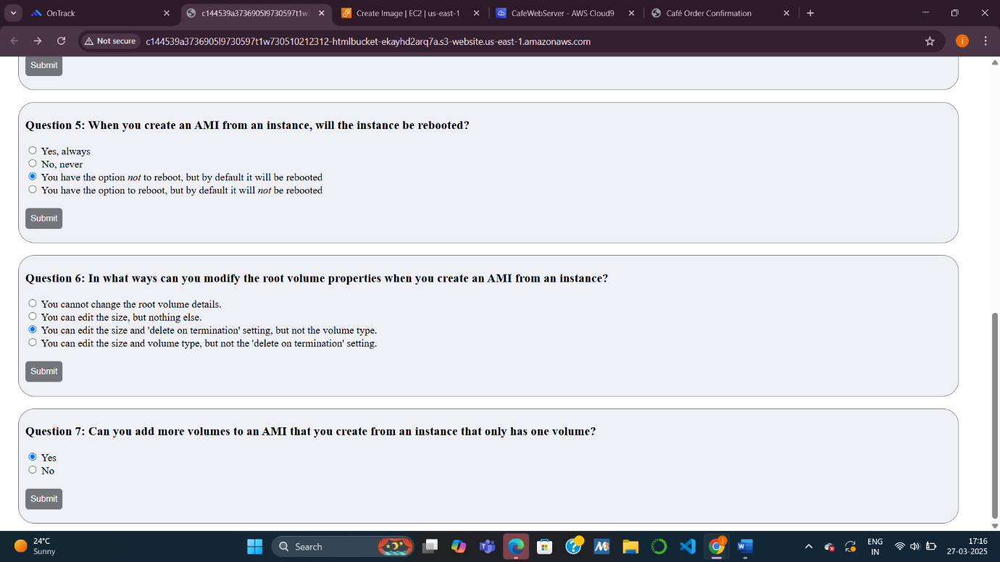 OnTrack
c144539a3736905l9730597t1w7
Create Image | EC2 | us-east-1
CafeWebServer - AWS Cloud9
Café Order Confirmation
Not secure
c144539a3736905l9730597t1w730510212312-htmlbucket-ekayhd2arq7a.s3-website.us-east-1.amazonaws.com
j
Submit
Question 5: When you create an AMI from an instance, will the instance be rebooted?
Yes, always
No, never
You have the option not to reboot, but by default it will be rebooted
You have the option to reboot, but by default it will not be rebooted
Submit
Question 6: In what ways can you modify the root volume properties when you create an AMI from an instance?
You cannot change the root volume details.
You can edit the size, but nothing else.
You can edit the size and 'delete on termination' setting, but not the volume type.
You can edit the size and volume type, but not the 'delete on termination' setting.
Submit
Question 7: Can you add more volumes to an AMI that you create from an instance that only has one volume?
Yes
No
Submit
24°C
Sunny
Search
ENG
IN
17:16
27-03-2025